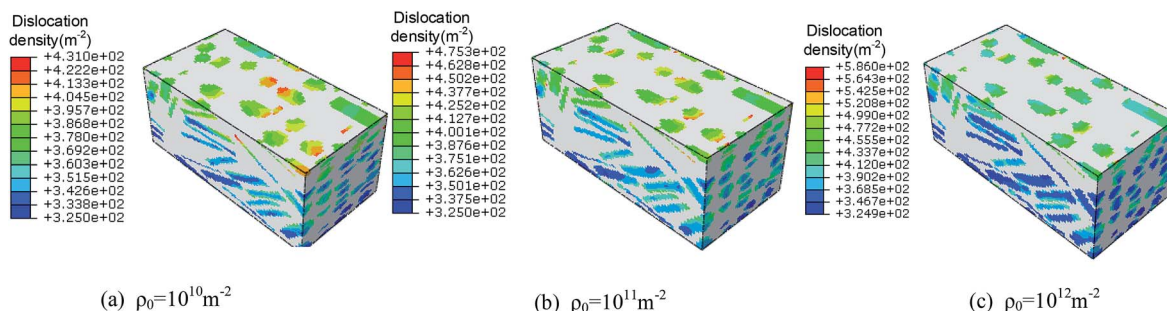 Dislocation
density(m-2)
+4.310e+02
+4.222e+02
+4.133e+02
+4.045e+02
+3.957e+02
+3.868e+02
+3.780e+02
+3.692e+02
+3.603e+02
+3.515e+02
+3.426e+02
+3.338e+02
+3.250e+02
(a) ρ0=10^10m-2
Dislocation
density(m-2)
+4.753e+02
+4.628e+02
+4.502e+02
+4.377e+02
+4.252e+02
+4.127e+02
+4.001e+02
+3.876e+02
+3.751e+02
+3.626e+02
+3.501e+02
+3.375e+02
+3.250e+02
(b) ρ0=10^11m-2
Dislocation
density(m-2)
+5.860e+02
+5.643e+02
+5.425e+02
+5.208e+02
+4.990e+02
+4.772e+02
+4.555e+02
+4.337e+02
+4.120e+02
+3.902e+02
+3.685e+02
+3.467e+02
+3.249e+02
(c) ρ0=10^12m-2